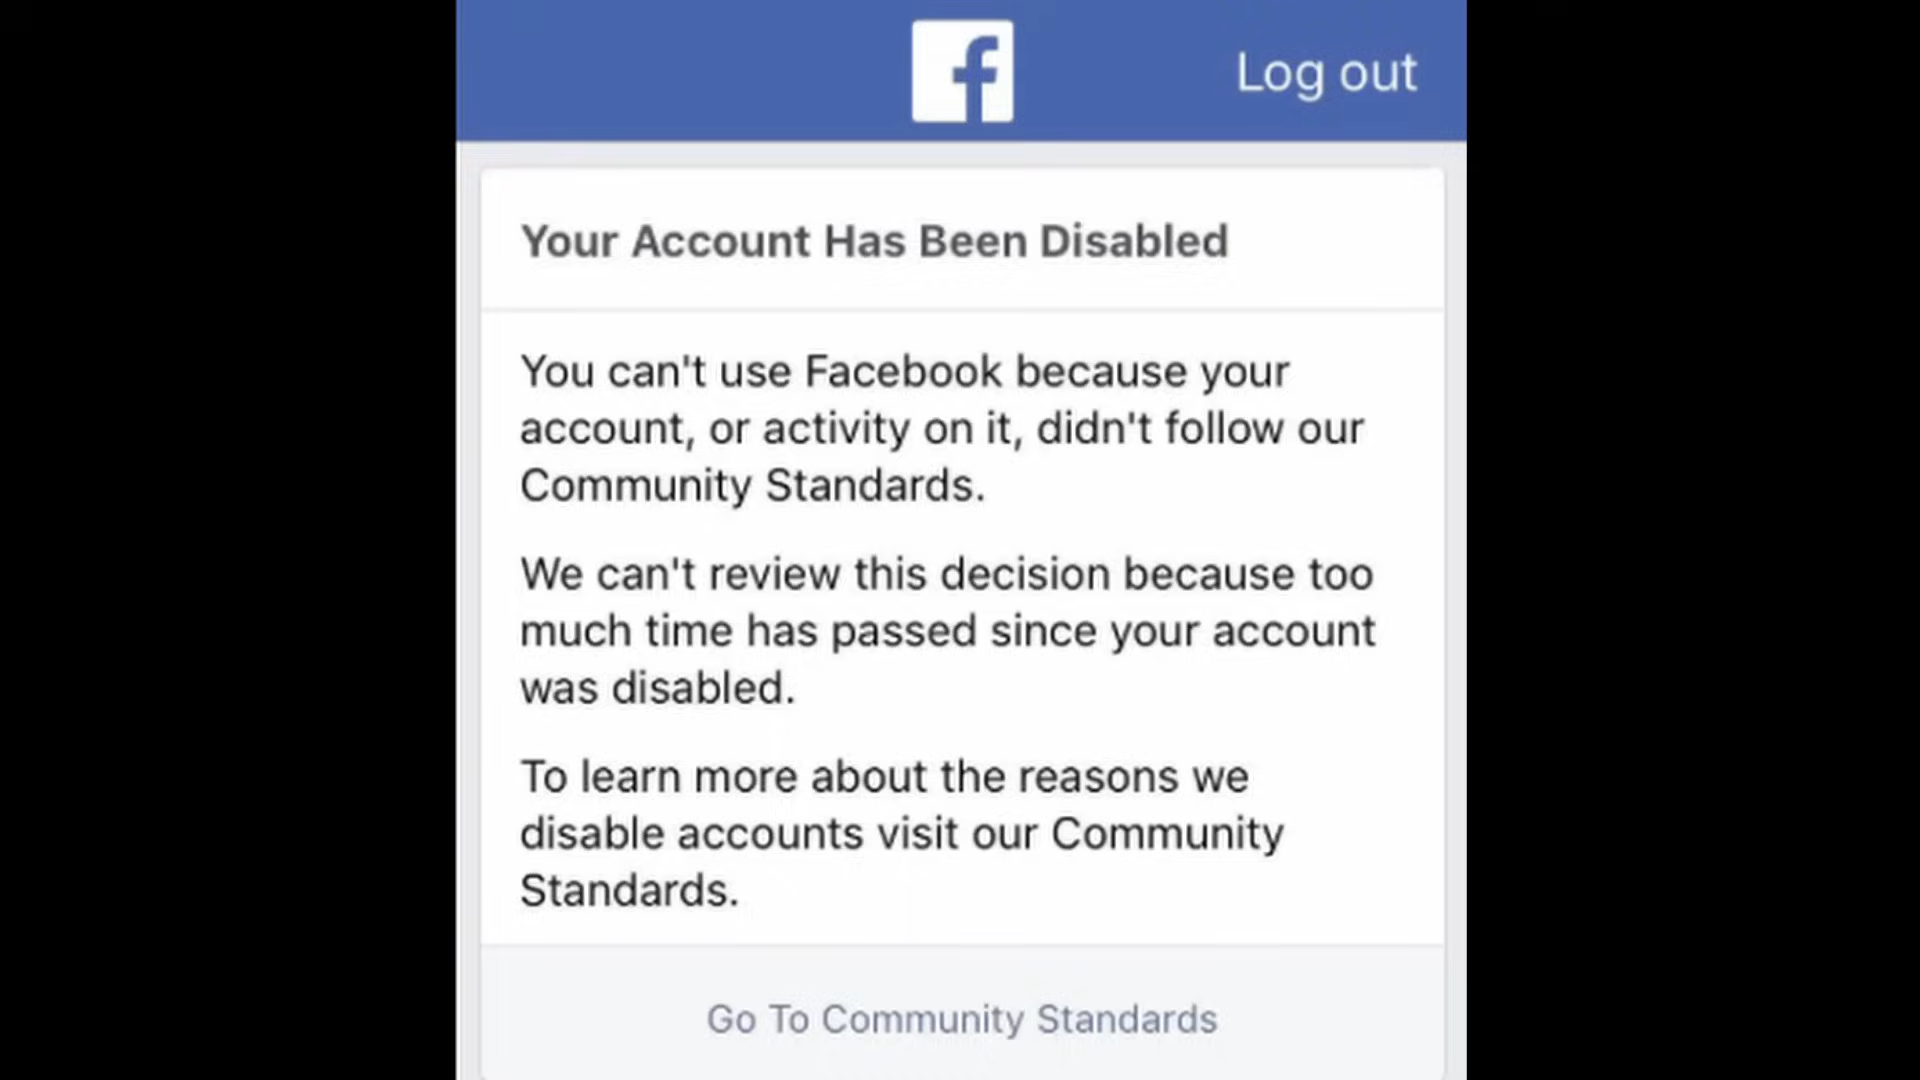 Log out
Your Account Has Been Disabled
You can't use Facebook because your
account, or activity on it, didn't follow our
Community Standards.
We can't review this decision because too
much time has passed since your account
was disabled.
To learn more about the reasons we
disable accounts visit our Community
Standards.
Go To Community Standards